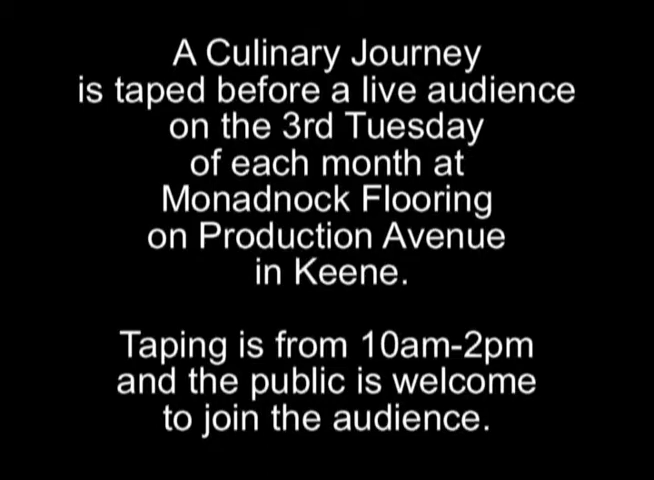 A Culinary Journey
is taped before a live audience
on the 3rd Tuesday
of each month at
Monadnock Flooring
on Production Avenue
in Keene.
Taping is from 10am-2pm
and the public is welcome
to join the audience.